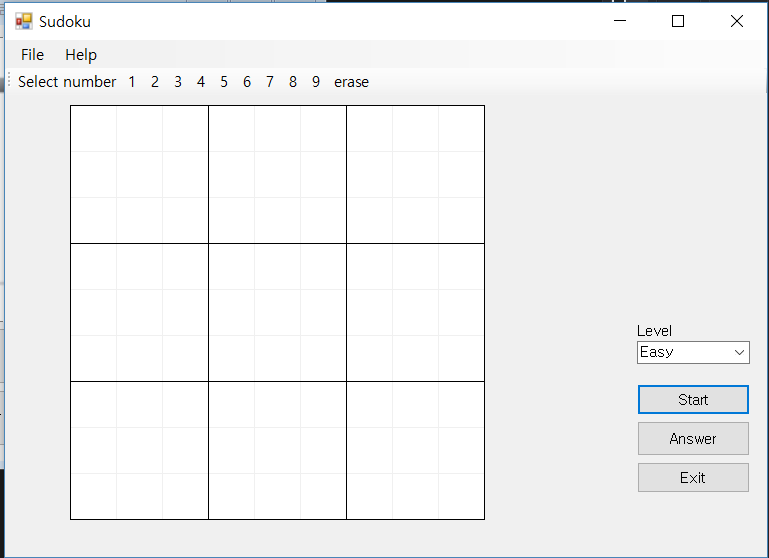 Sudoku
File Help
Select number 1 2 3 4 5 6 7 8 9 erase
Level
Easy
Start
Answer
Exit